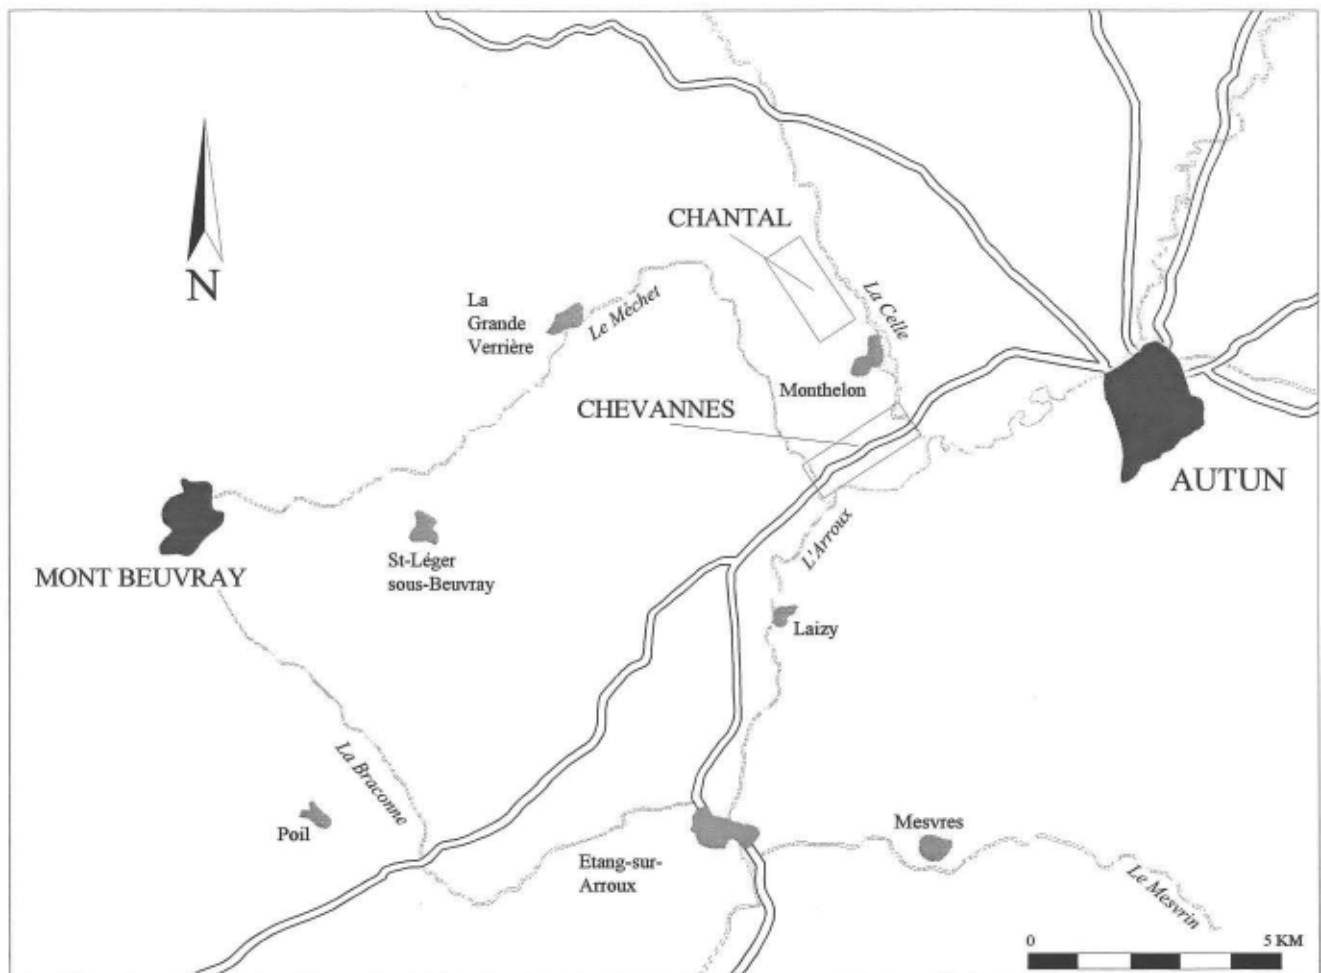 CHANTAL
N
La
Grande
Verrière
Le Méchet
La Celle
Monthelon
CHEVANNES
AUTUN
MONT BEUVRAY
St-Léger
sous-Beuvray
L'Arroux
Laizy
La Braconne
Poil
Etang-sur-
Arroux
Mesvres
Le Mesvrin
0 5 KM